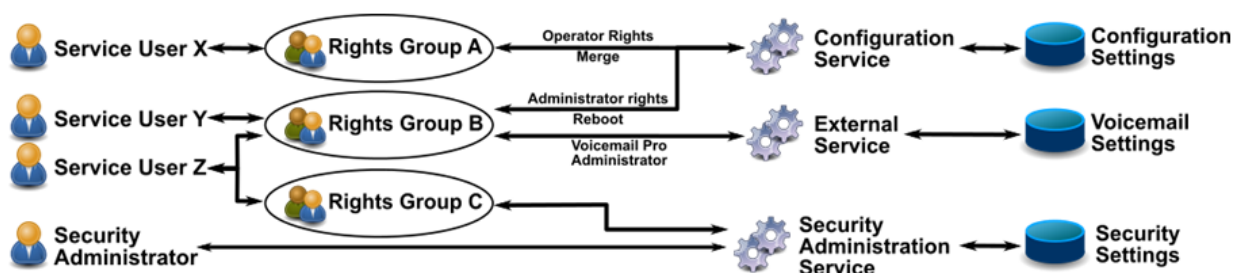 Service User X
Rights Group A
Operator Rights
Merge
Configuration
Service
Configuration
Settings
Service User Y
Rights Group B
Administrator rights
Reboot
Voicemail Pro
Administrator
External
Service
Voicemail
Settings
Service User Z
Rights Group C
Security
Administrator
Security
Administration
Service
Security
Settings